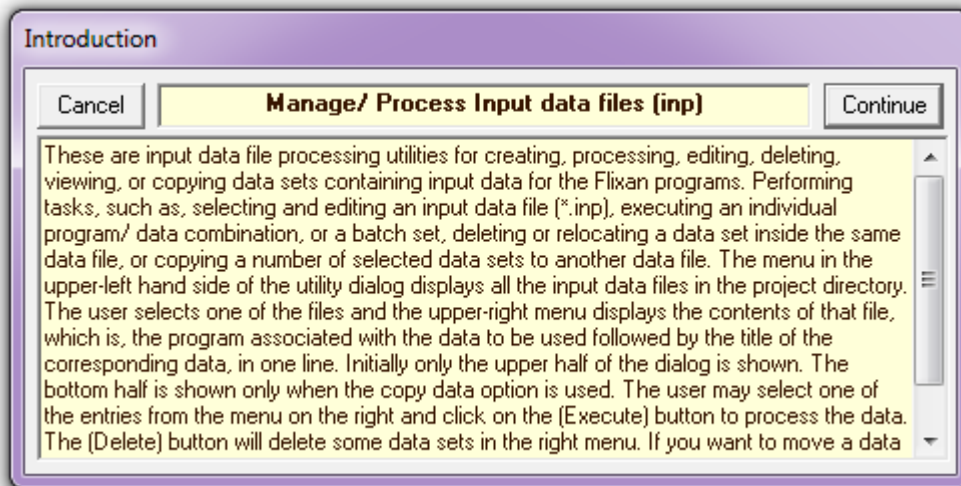 Introduction
Cancel
Manage/ Process Input data files (inp)
Continue
These are input data file processing utilities for creating, processing, editing, deleting,
viewing, or copying data sets containing input data for the Flixan programs. Performing
tasks, such as, selecting and editing an input data file (*.inp), executing an individual
program/ data combination, or a batch set, deleting or relocating a data set inside the same
data file, or copying a number of selected data sets to another data file. The menu in the
upper-left hand side of the utility dialog displays all the input data files in the project directory.
The user selects one of the files and the upper-right menu displays the contents of that file,
which is, the program associated with the data to be used followed by the title of the
corresponding data, in one line. Initially only the upper half of the dialog is shown. The
bottom half is shown only when the copy data option is used. The user may select one of
the entries from the menu on the right and click on the (Execute) button to process the data.
The (Delete) button will delete some data sets in the right menu. If you want to move a data